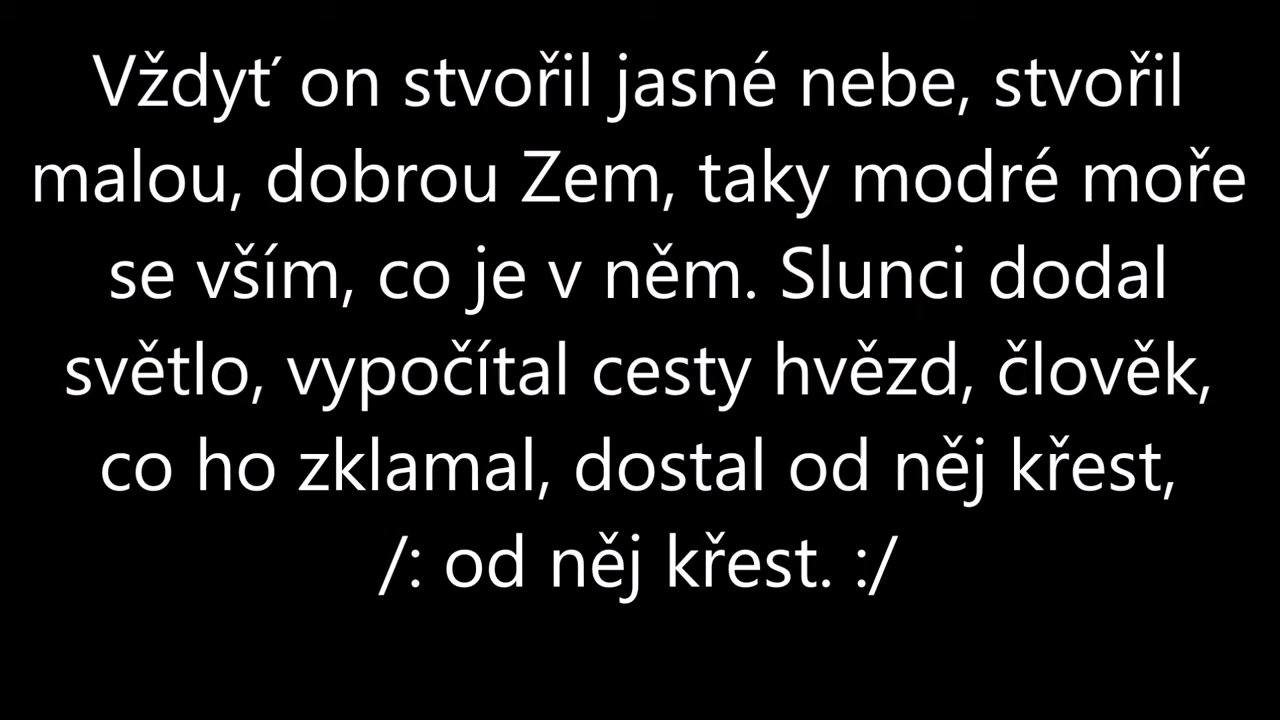 Vždyť on stvořil jasné nebe, stvořil
malou, dobrou Zem, taky modré moře
se vším, co je v něm. Slunci dodal
světlo, vypočítal cesty hvězd, člověk,
co ho zklamal, dostal od něj křest,
/: od něj křest. :/